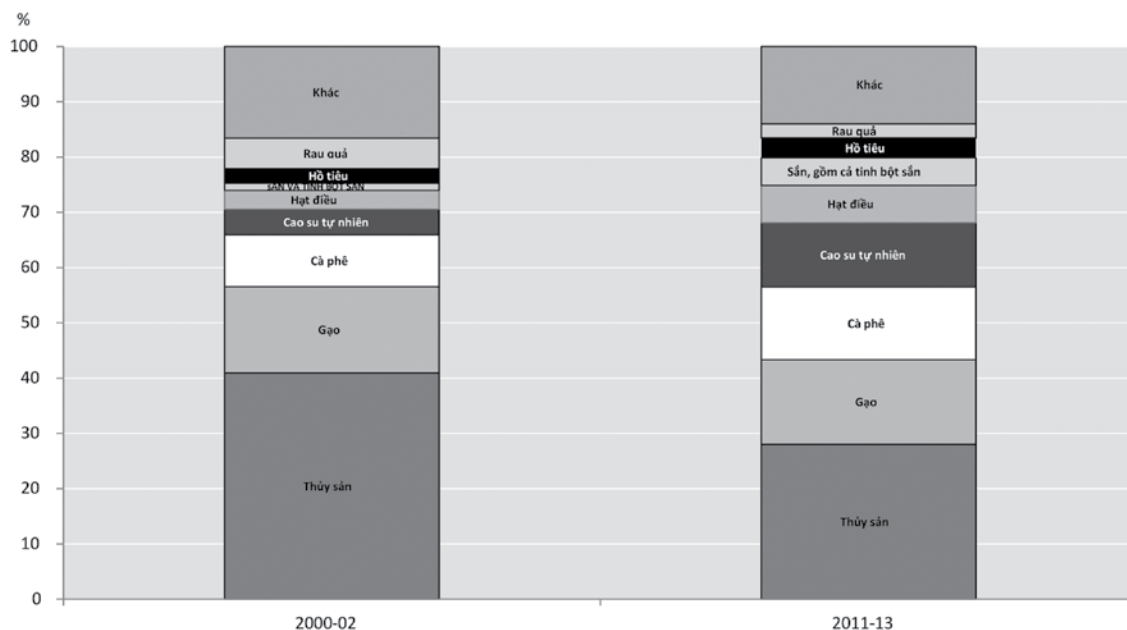 %
100
90
80
70
60
50
40
30
20
10
0
Khác
Rau quả
Hồ tiêu
SẮN VÀ TINH BỘT SẮN
Hạt điều
Cao su tự nhiên
Cà phê
Gạo
Thủy sản
2000-02
Khác
Rau quả
Hồ tiêu
Sắn, gồm cả tinh bột sắn
Hạt điều
Cao su tự nhiên
Cà phê
Gạo
Thủy sản
2011-13